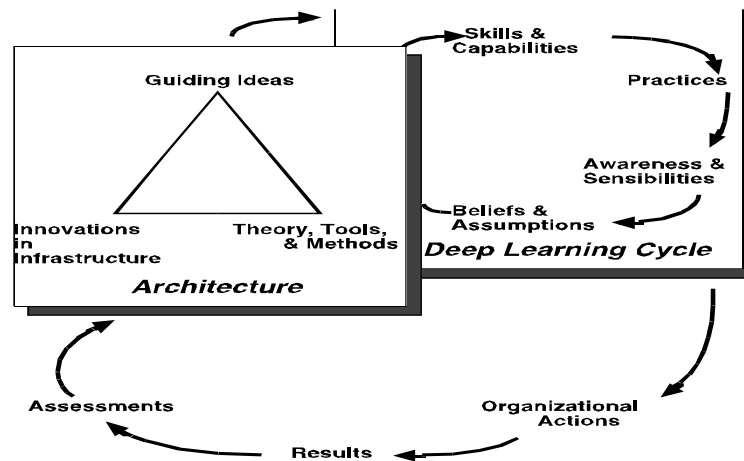 Skills &
Capabilities
Practices
Awareness &
Sensibilities
Beliefs &
Assumptions
Deep Learning Cycle
Guiding Ideas
Innovations
in
Infrastructure
Theory, Tools,
& Methods
Architecture
Organizational
Actions
Results
Assessments